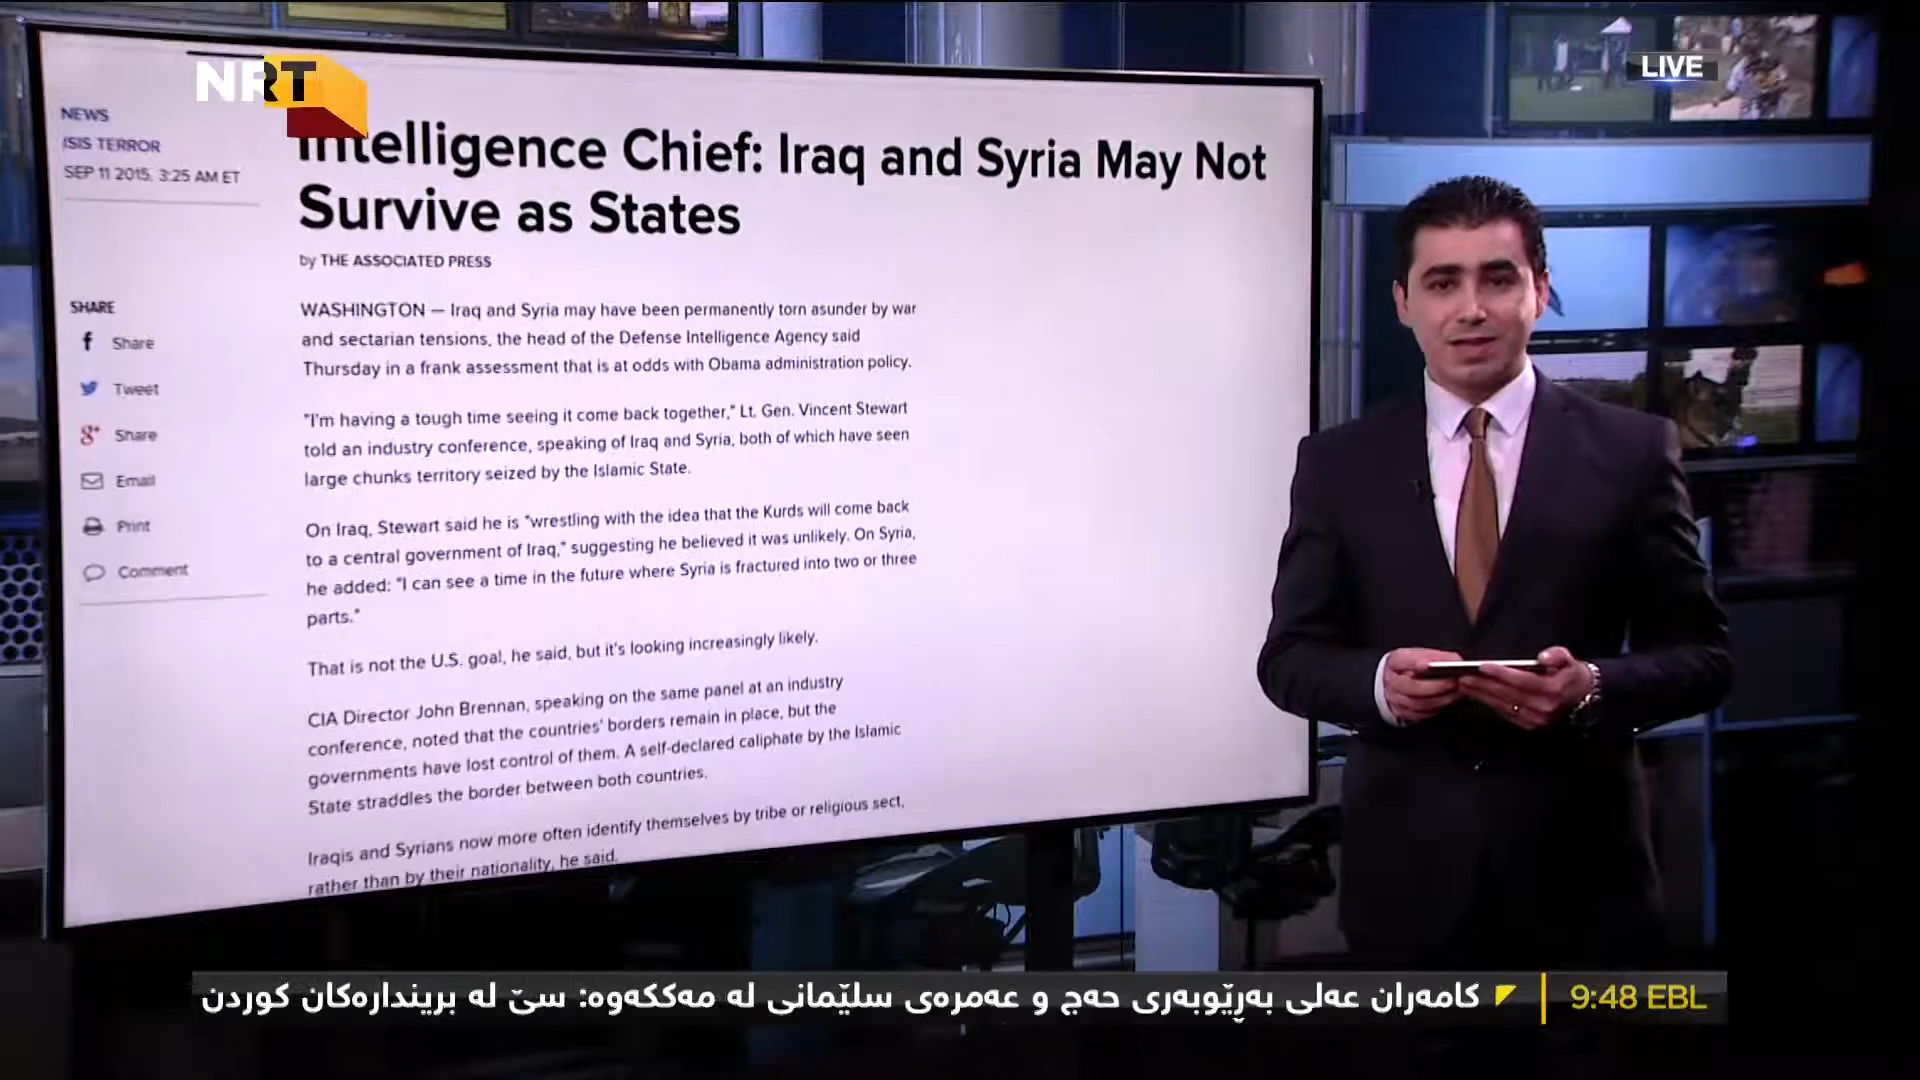 NRT
LIVE
NEWS
ISIS TERROR
SEP 11 2015, 3:25 AM ET
Intelligence Chief: Iraq and Syria May Not
Survive as States
by THE ASSOCIATED PRESS
SHARE
Share
Tweet
Share
Email
Print
Comment
WASHINGTON — Iraq and Syria may have been permanently torn asunder by war
and sectarian tensions, the head of the Defense Intelligence Agency said
Thursday in a frank assessment that is at odds with Obama administration policy.
"I'm having a tough time seeing it come back together," Lt. Gen. Vincent Stewart
told an industry conference, speaking of Iraq and Syria, both of which have seen
large chunks territory seized by the Islamic State.
On Iraq, Stewart said he is "wrestling with the idea that the Kurds will come back
to a central government of Iraq," suggesting he believed it was unlikely. On Syria,
he added: "I can see a time in the future where Syria is fractured into two or three
parts."
That is not the U.S. goal, he said, but it's looking increasingly likely.
CIA Director John Brennan, speaking on the same panel at an industry
conference, noted that the countries' borders remain in place, but the
governments have lost control of them. A self-declared caliphate by the Islamic
State straddles the border between both countries.
Iraqis and Syrians now more often identify themselves by tribe or religious sect,
rather than by their nationality, he said.
کامەران عەلی بەڕێوبەری حەج و عەمرەی سلێمانی لە مەککەوە: سێ لە بریندارەکان کوردن
9:48 EBL